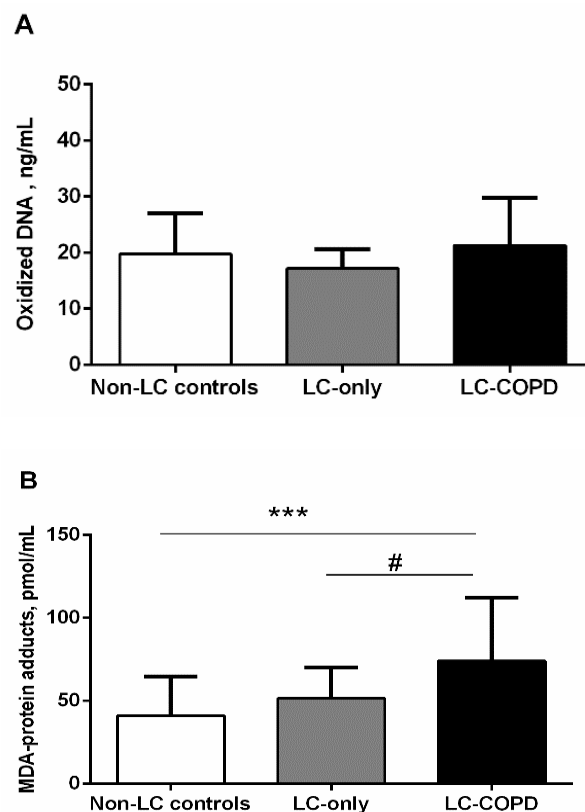 A
Oxidized DNA , ng/mL
50
40
30
20
10
0
Non-LC controls LC-only LC-COPD
B
MDA-protein adducts, pmol/mL
150
100
50
0
***
#
Non-LC controls LC-only LC-COPD